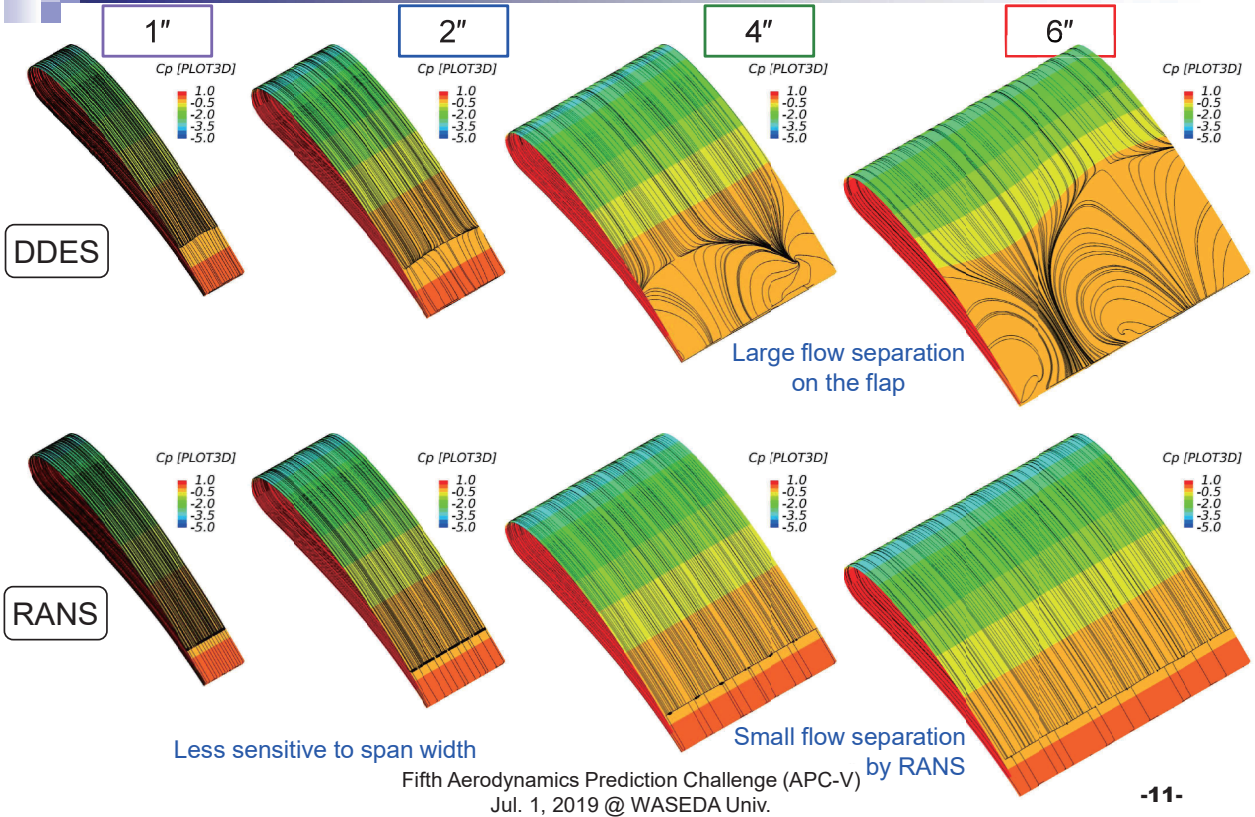 1″
2″
4″
6″
Cp [PLOT3D]
1.0
-0.5
-2.0
-3.5
-5.0
Cp [PLOT3D]
1.0
-0.5
-2.0
-3.5
-5.0
Cp [PLOT3D]
1.0
-0.5
-2.0
-3.5
-5.0
Cp [PLOT3D]
1.0
-0.5
-2.0
-3.5
-5.0
DDES
Large flow separation
on the flap
Cp [PLOT3D]
1.0
-0.5
-2.0
-3.5
-5.0
Cp [PLOT3D]
1.0
-0.5
-2.0
-3.5
-5.0
Cp [PLOT3D]
1.0
-0.5
-2.0
-3.5
-5.0
Cp [PLOT3D]
1.0
-0.5
-2.0
-3.5
-5.0
RANS
Less sensitive to span width
Small flow separation
by RANS
Fifth Aerodynamics Prediction Challenge (APC-V)
Jul. 1, 2019 @ WASEDA Univ.
-11-